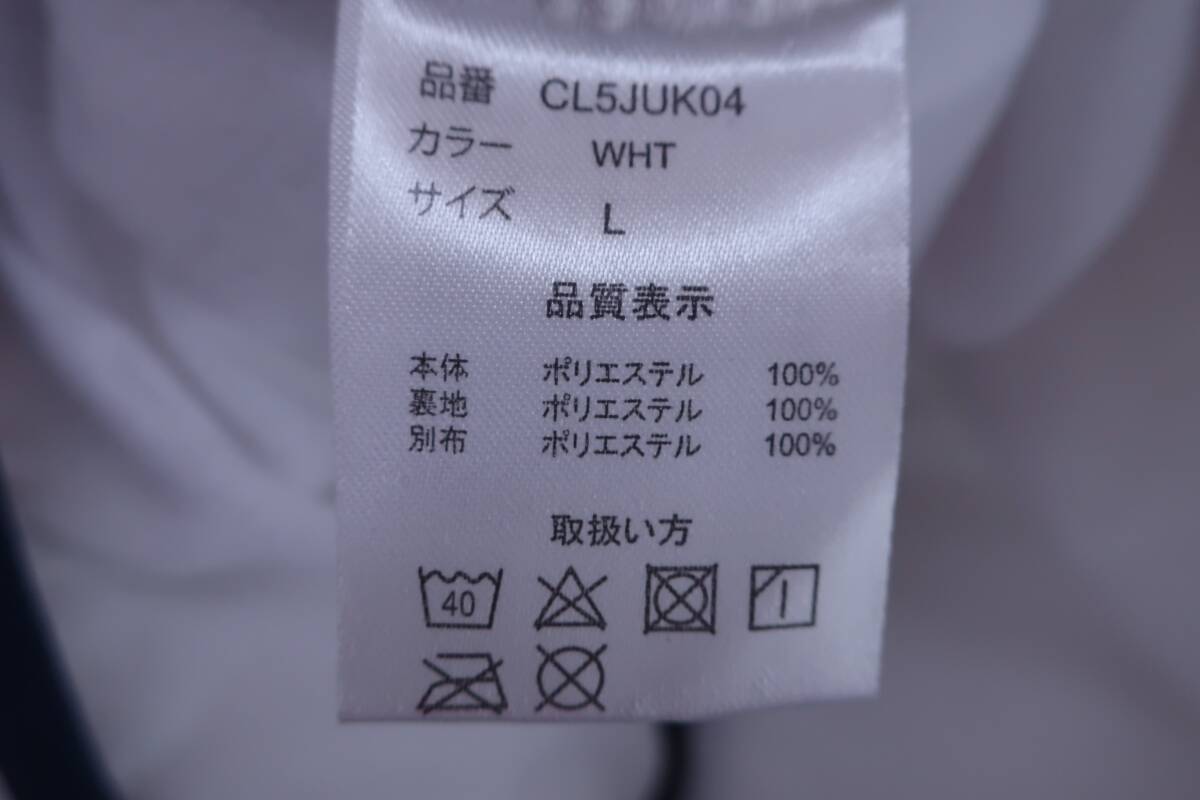 品番 CL5JUK04
カラー WHT
サイズ L
品質表示
本体 ポリエステル 100%
裏地 ポリエステル 100%
別布 ポリエステル 100%
取扱い方
40